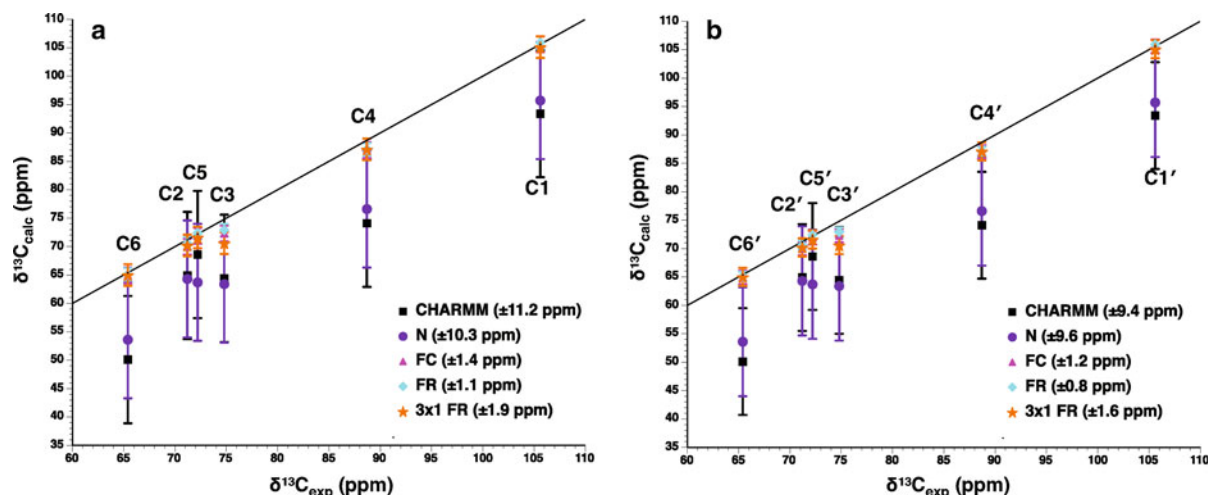 a
110
105
100
95
90
85
80
75
70
65
60
55
50
45
40
35
δ¹³C_calc (ppm)
C6
C2
C5
C3
C4
C1
CHARMM (±11.2 ppm)
N (±10.3 ppm)
FC (±1.4 ppm)
FR (±1.1 ppm)
3x1 FR (±1.9 ppm)
60 65 70 75 80 85 90 95 100 105 110
δ¹³C_exp (ppm)
b
110
105
100
95
90
85
80
75
70
65
60
55
50
45
40
35
δ¹³C_calc (ppm)
C6′
C2′
C5′
C3′
C4′
C1′
CHARMM (±9.4 ppm)
N (±9.6 ppm)
FC (±1.2 ppm)
FR (±0.8 ppm)
3x1 FR (±1.6 ppm)
60 65 70 75 80 85 90 95 100 105 110
δ¹³C_exp (ppm)